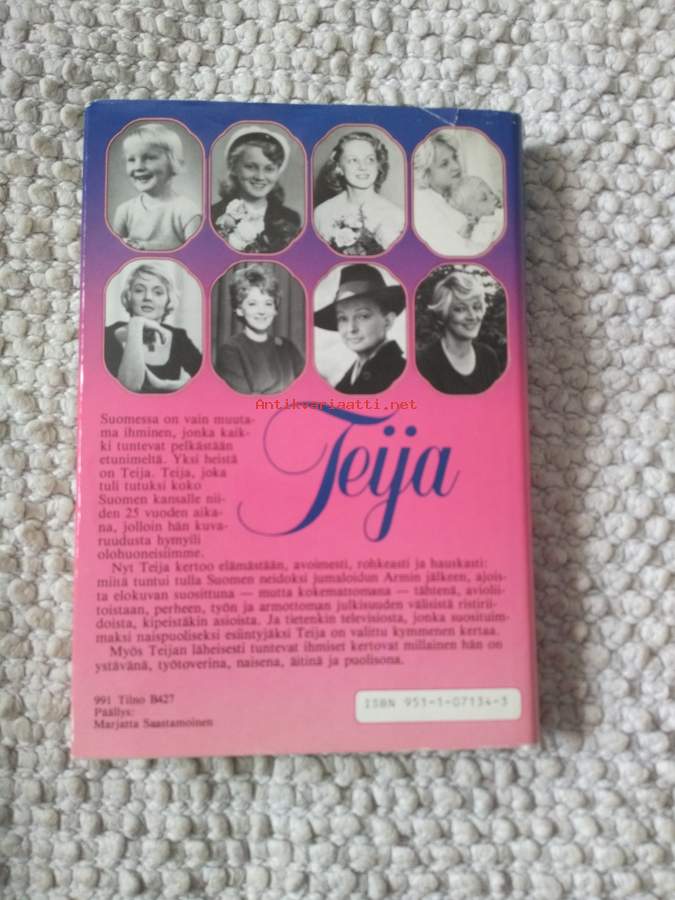 Antikvariaatti.net
Suomessa on vain muuta-
ma ihminen, jonka kaik-
ki tuntevat pelkästään
etunimeltä. Yksi heistä
on Teija. Teija, joka
tuli tutuksi koko
Suomen kansalle nii-
den 25 vuoden aika-
na, jolloin hän kuva-
ruudusta hymyili
olohuoneisiimme.
Teija
Nyt Teija kertoo elämästään, avoimesti, rohkeasti ja hauskasti:
miltä tuntui tulla Suomen neidoksi jumaloidun Armin jälkeen, ajois-
ta elokuvan suosittuna — mutta kokemattomana — tähtenä, avioliit-
toistaan, perheen, työn ja armottoman julkisuuden välisistä ristirii-
doista, kipeistäkin asioista. Ja tietenkin televisiosta, jonka suosituim-
maksi naispuoliseksi esiintyjäksi Teija on valittu kymmenen kertaa.
Myös Teijan läheisesti tuntevat ihmiset kertovat millainen hän on
ystävänä, työtoverina, naisena, äitinä ja puolisona.
991 Tilno B427
Päällys:
Marjatta Saastamoinen
ISBN 951-1-07134-3